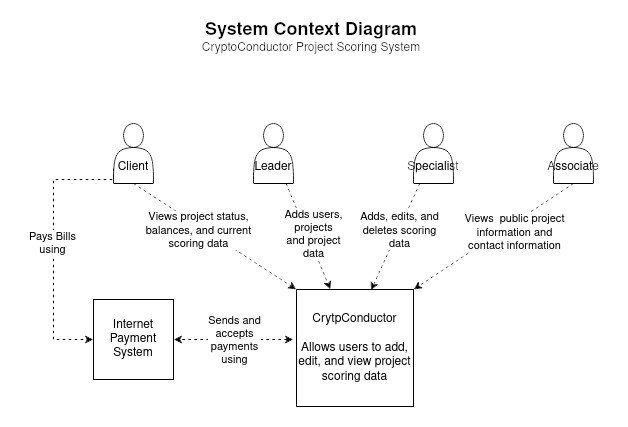 System Context Diagram
CryptoConductor Project Scoring System
Client
Leader
Specialist
Associate
Views project status,
balances, and current
scoring data
Adds users,
projects
and project
data
Adds, edits, and
deletes scoring
data
Views  public project
information and
contact information
Pays Bills
using
Internet
Payment
System
Sends and
accepts
payments
using
CrytpConductor
Allows users to add,
edit, and view project
scoring data